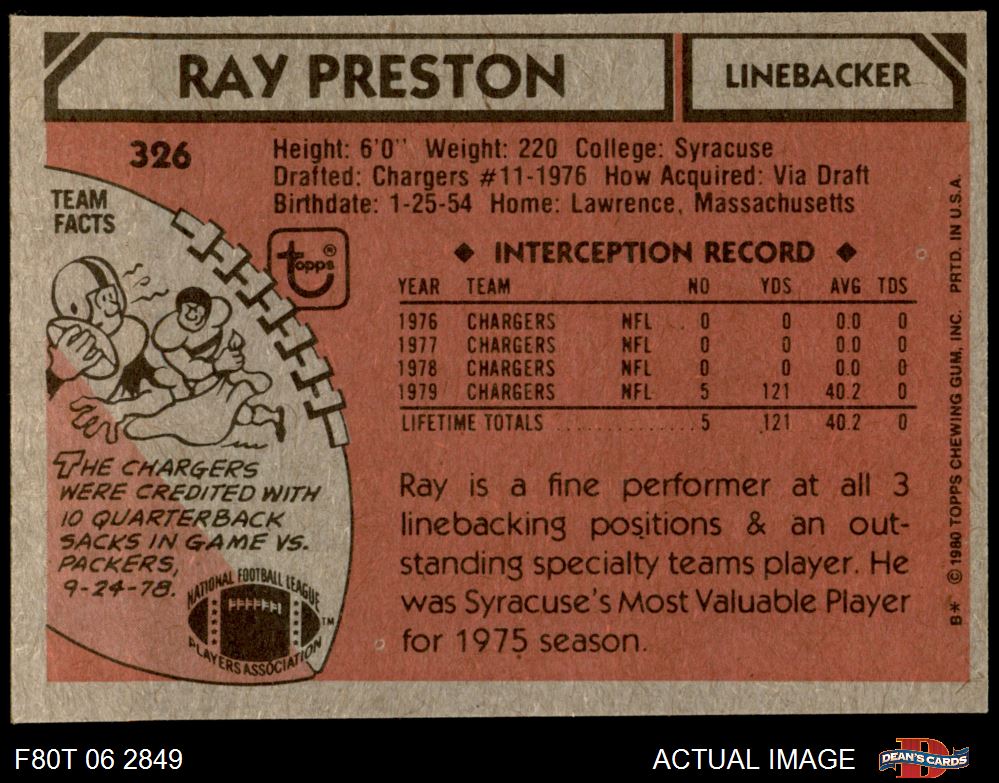 RAY PRESTON
LINEBACKER
326
Height: 6'0" Weight: 220 College: Syracuse
Drafted: Chargers #11-1976 How Acquired: Via Draft
Birthdate: 1-25-54 Home: Lawrence, Massachusetts
TEAM
FACTS
topps®
◆ INTERCEPTION RECORD ◆
YEAR TEAM NO YDS AVG TDS
1976 CHARGERS NFL .. 0 0 0.0 0
1977 CHARGERS NFL 0 0 0.0 0
1978 CHARGERS NFL 0 0 0.0 0
1979 CHARGERS NFL 5 121 40.2 0
LIFETIME TOTALS ................ 5 121 40.2 0
THE CHARGERS
WERE CREDITED WITH
10 QUARTERBACK
SACKS IN GAME VS.
PACKERS,
9-24-78.
NATIONAL FOOTBALL LEAGUE
PLAYERS ASSOCIATION
TM
Ray is a fine performer at all 3
linebacking positions & an out-
standing specialty teams player. He
was Syracuse's Most Valuable Player
for 1975 season.
B* © 1980 TOPPS CHEWING GUM, INC. PRTD. IN U.S.A.
F80T 06 2849
ACTUAL IMAGE
DEAN'S CARDS